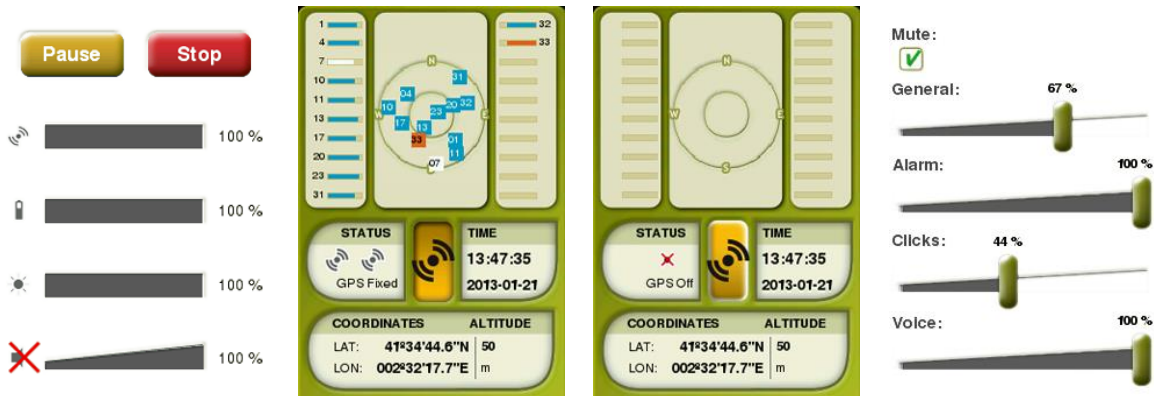 Pause Stop
100 %
100 %
100 %
100 %
1
4
7
10
11
13
17
20
23
31
32
33
N
W
E
31
04
10
20
32
23
17
13
33
01
11
07
STATUS
GPS Fixed
TIME
13:47:35
2013-01-21
COORDINATES ALTITUDE
LAT: 41º34'44.6"N 50
LON: 002º32'17.7"E m
N
W
E
S
STATUS
GPS Off
TIME
13:47:35
2013-01-21
COORDINATES ALTITUDE
LAT: 41º34'44.6"N 50
LON: 002º32'17.7"E m
Mute:
General:
67 %
Alarm:
100 %
Clicks:
44 %
Voice:
100 %